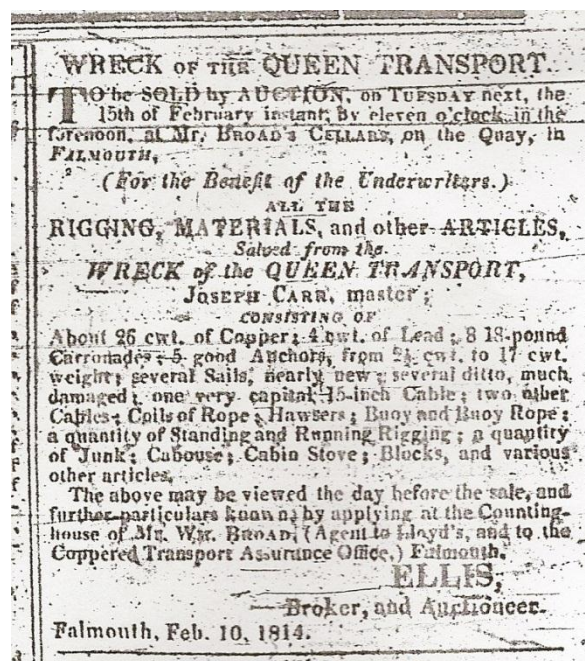 WRECK OF THE QUEEN TRANSPORT.
TO be SOLD by AUCTION, on TUESDAY next, the
15th of February instant, by eleven o'clock in the
forenoon, at Mr. BROAD's CELLARS, on the Quay, in
FALMOUTH,
(For the Benefit of the Underwriters.)
ALL THE
RIGGING, MATERIALS, and other ARTICLES,
Salved from the
WRECK of the QUEEN TRANSPORT,
JOSEPH CARR, master;
CONSISTING OF
About 26 cwt. of Copper; 4 cwt. of Lead; 8 18-pound
Carronades; 5 good Anchors, from cwt. to 17 cwt.
weight; several Sails, nearly new; several ditto, much
damaged; one very capital 15-inch Cable; two other
Cables; Coils of Rope; Hawsers; Buoy and Buoy Rope;
a quantity of Standing and Running Rigging; a quantity
of Junk; Cabouse; Cabin Stove; Blocks, and various
other articles.
The above may be viewed the day before the sale, and
further particulars known, by applying at the Counting-
house of Mr. WM. BROAD, (Agent to Lloyd's, and to the
Coppered Transport Assurance Office,) Falmouth.
ELLIS,
Broker, and Auctioneer.
Falmouth, Feb. 10, 1814.